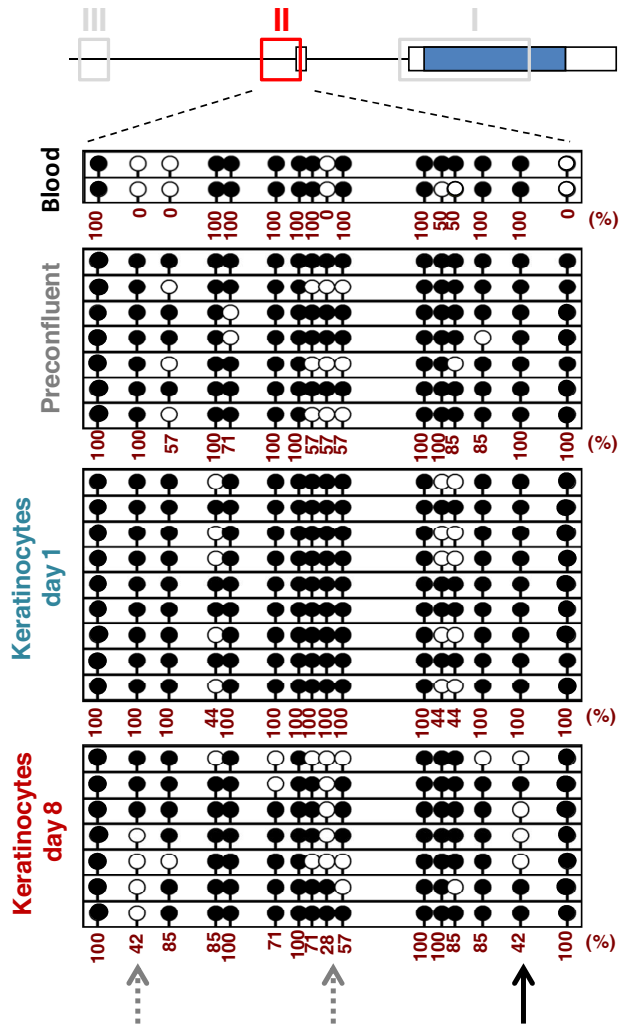 III II I
Blood
100 0 0 100 100 100 100 100 0 100 100 50 50 100 100 0 (%)
Preconfluent
100 100 57 100 71 100 100 57 57 57 100 100 85 85 100 100 (%)
Keratinocytes
day 1
100 100 100 44 100 100 100 100 100 100 100 44 44 100 100 100 (%)
Keratinocytes
day 8
100 42 85 85 100 71 100 71 28 57 100 100 85 85 42 100 (%)